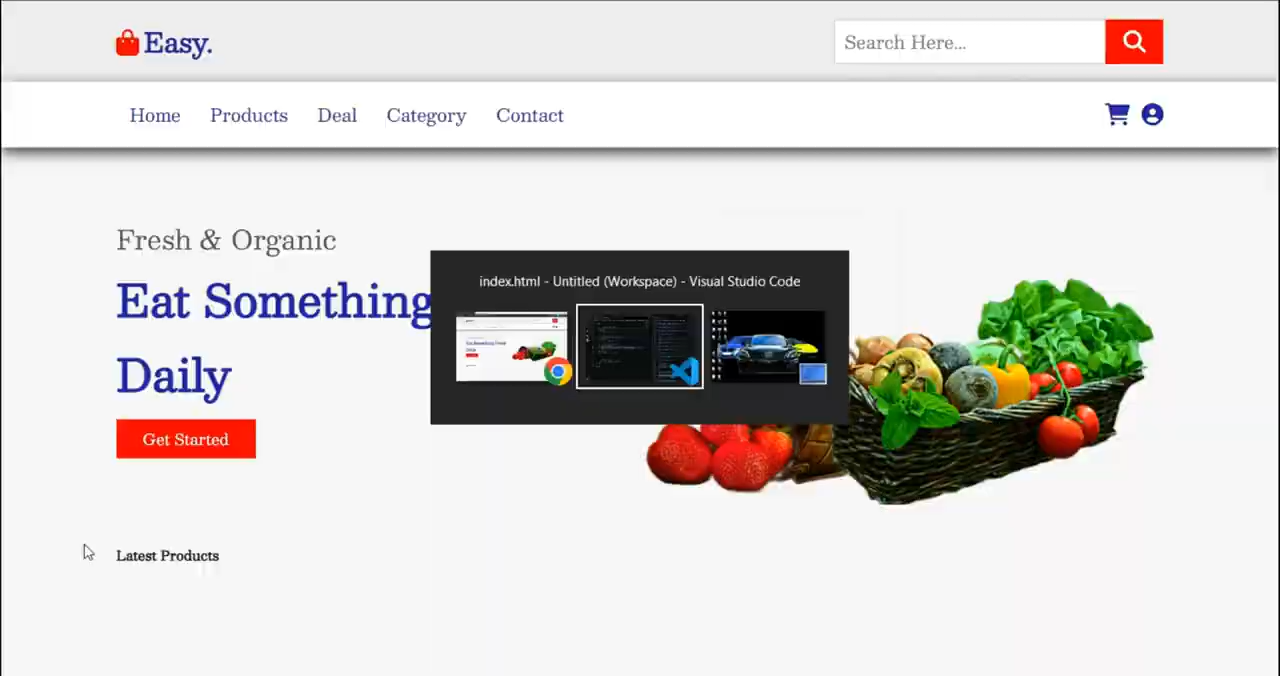 Easy.
Search Here...
Home Products Deal Category Contact
Fresh & Organic
Eat Something
Daily
Get Started
index.html - Untitled (Workspace) - Visual Studio Code
Latest Products